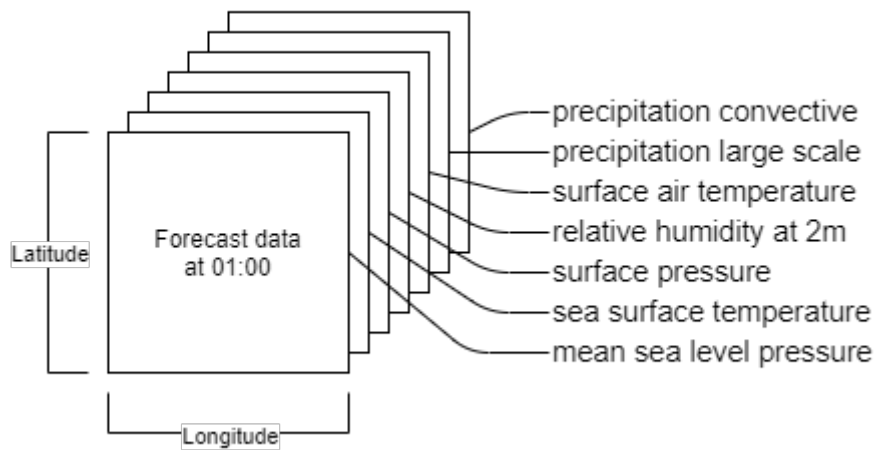 precipitation convective
precipitation large scale
surface air temperature
relative humidity at 2m
surface pressure
sea surface temperature
mean sea level pressure
Forecast data
at 01:00
Latitude
Longitude